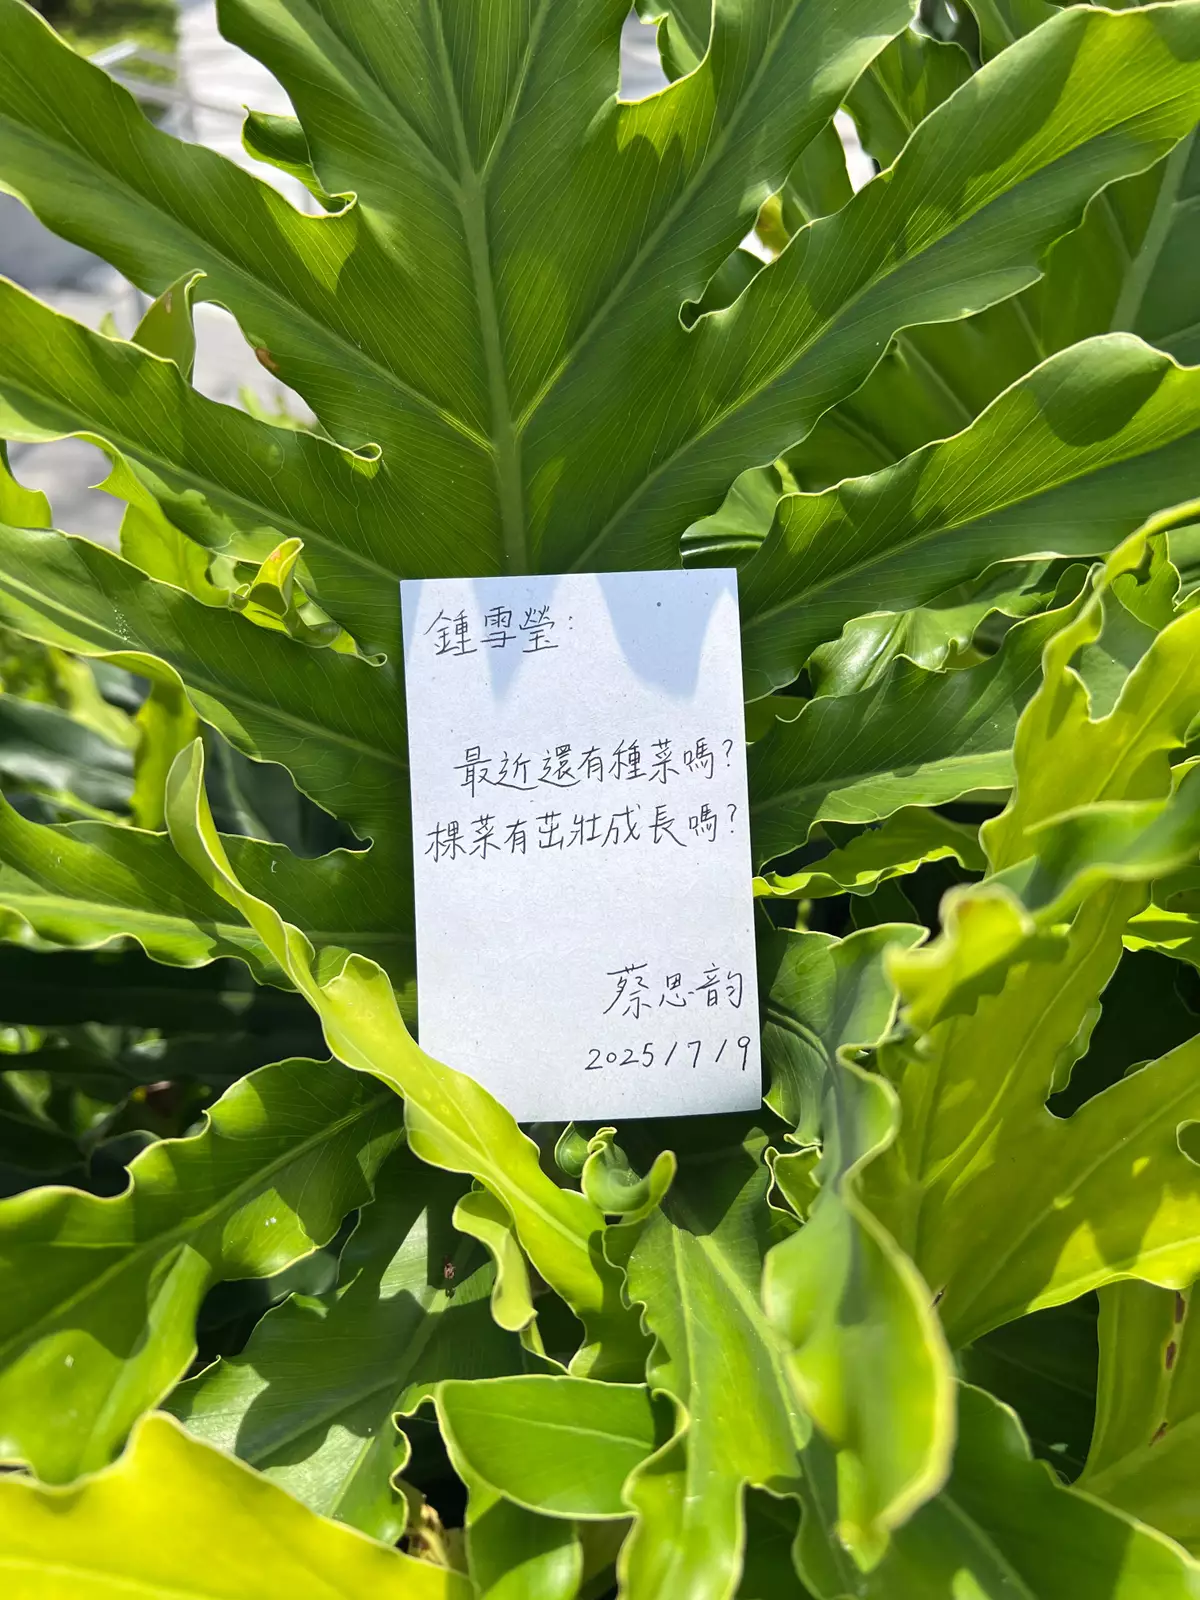 鍾雪瑩：
最近還有種菜嗎？
棵菜有茁壯成長嗎？
蔡思韵
2025/7/9